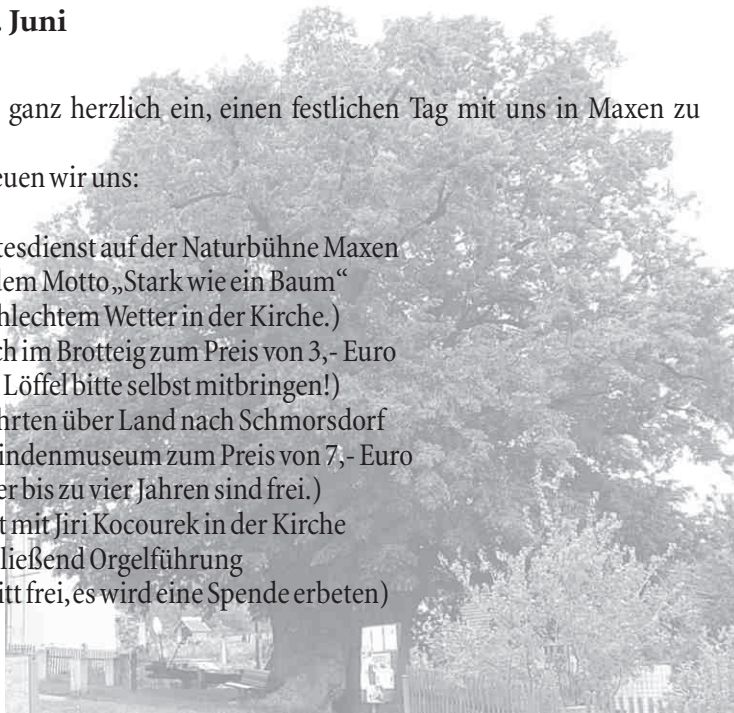 . Juni
ganz herzlich ein, einen festlichen Tag mit uns in Maxen zu
euen wir uns:
tesdienst auf der Naturbühne Maxen
dem Motto „Stark wie ein Baum“
hlechtem Wetter in der Kirche.)
ch im Brotteig zum Preis von 3,- Euro
Löffel bitte selbst mitbringen!)
hrten über Land nach Schmorsdorf
indenmuseum zum Preis von 7,- Euro
er bis zu vier Jahren sind frei.)
t mit Jiri Kocourek in der Kirche
ließend Orgelführung
itt frei, es wird eine Spende erbeten)